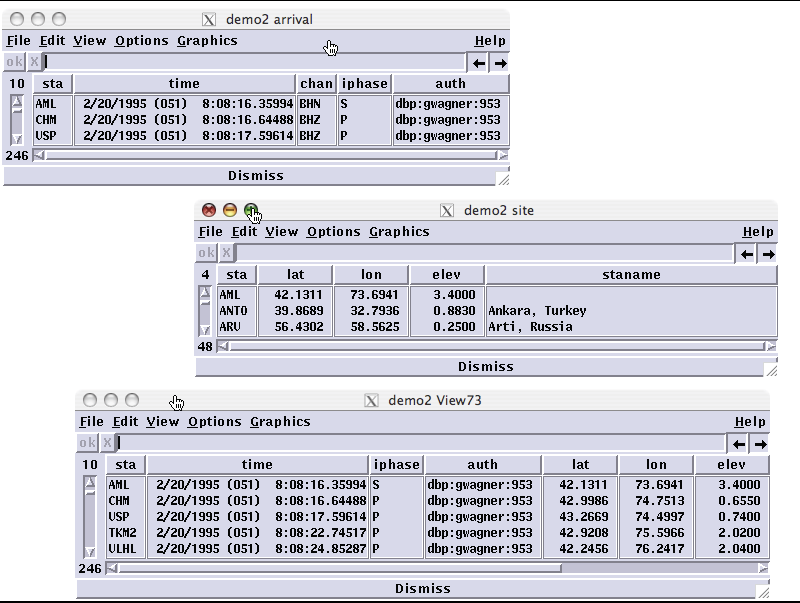 demo2 arrival
File Edit View Options Graphics Help
ok X
10 sta time chan iphase auth
AML 2/20/1995 (051) 8:08:16.35994 BHN S dbp:gwagner:953
CHM 2/20/1995 (051) 8:08:16.64488 BHZ P dbp:gwagner:953
USP 2/20/1995 (051) 8:08:17.59614 BHZ P dbp:gwagner:953
246
Dismiss
demo2 site
File Edit View Options Graphics Help
ok X
4 sta lat lon elev staname
AML 42.1311 73.6941 3.4000
ANTO 39.8689 32.7936 0.8830 Ankara, Turkey
ARU 56.4302 58.5625 0.2500 Arti, Russia
48
Dismiss
demo2 View73
File Edit View Options Graphics Help
ok X
10 sta time iphase auth lat lon elev
AML 2/20/1995 (051) 8:08:16.35994 S dbp:gwagner:953 42.1311 73.6941 3.4000
CHM 2/20/1995 (051) 8:08:16.64488 P dbp:gwagner:953 42.9986 74.7513 0.6550
USP 2/20/1995 (051) 8:08:17.59614 P dbp:gwagner:953 43.2669 74.4997 0.7400
TKM2 2/20/1995 (051) 8:08:22.74517 P dbp:gwagner:953 42.9208 75.5966 2.0200
ULHL 2/20/1995 (051) 8:08:24.85287 P dbp:gwagner:953 42.2456 76.2417 2.0400
246
Dismiss